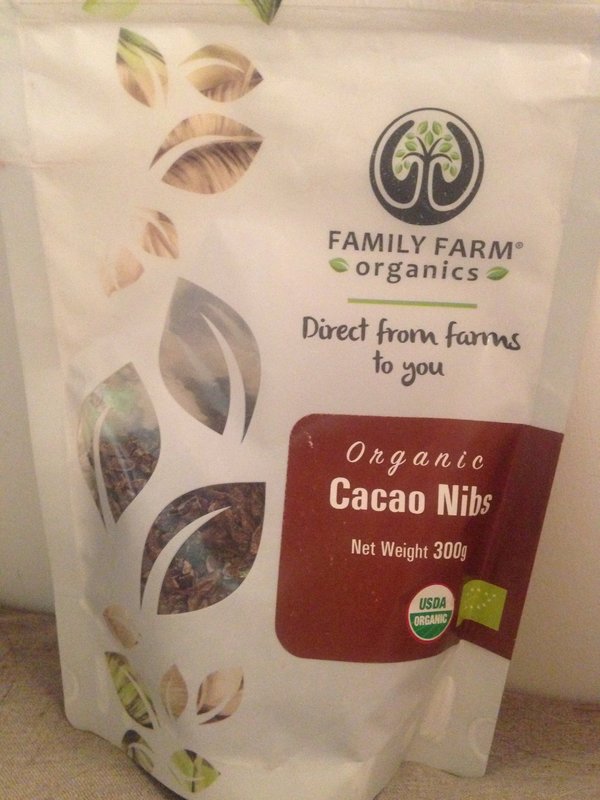 FAMILY FARM®
organics
Direct from farms
to you
Organic
Cacao Nibs
Net Weight 300g
USDA
ORGANIC